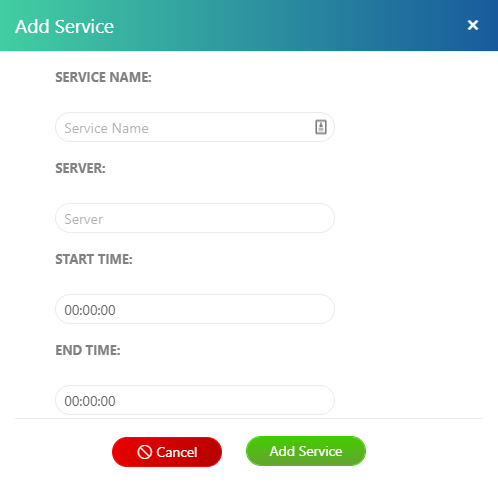 Add Service
SERVICE NAME:
Service Name
SERVER:
Server
START TIME:
00:00:00
END TIME:
00:00:00
Cancel Add Service